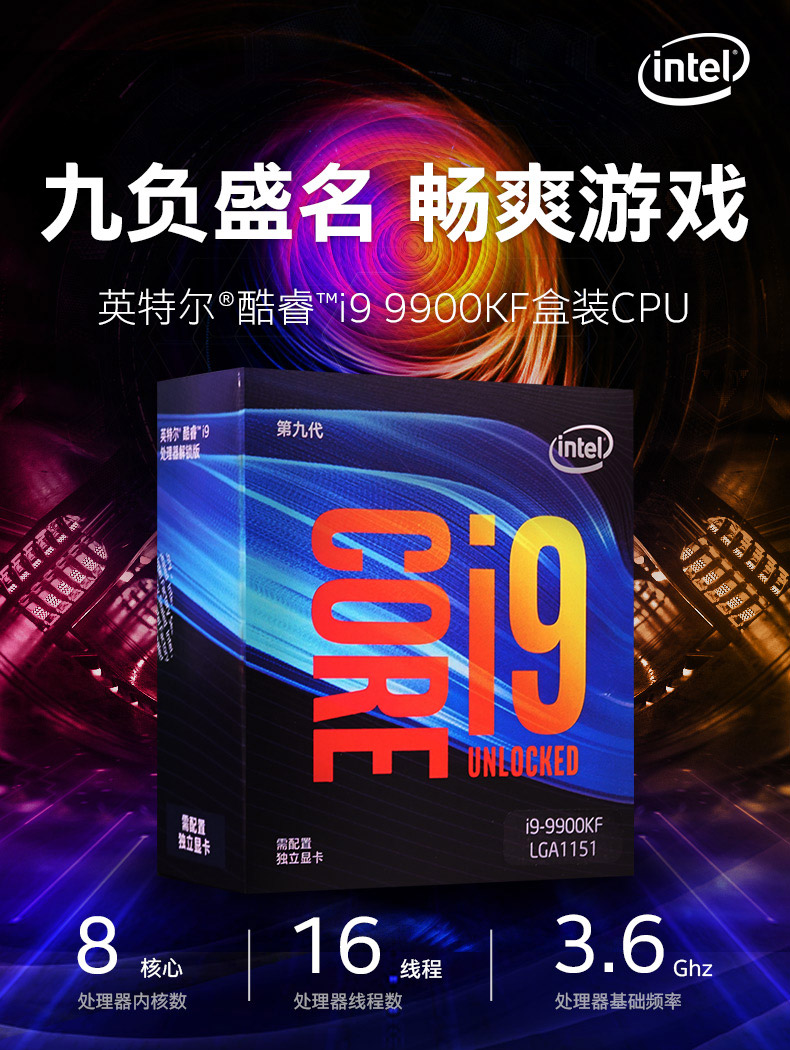 intel®
九负盛名 畅爽游戏
英特尔®酷睿™i9 9900KF盒装CPU
英特尔® 酷睿™ i9
处理器解锁版
第九代
intel
CORE i9
UNLOCKED
需配置
独立显卡
需配置
独立显卡
i9-9900KF
LGA1151
8 核心
16 线程
3.6 Ghz
处理器内核数
处理器线程数
处理器基础频率